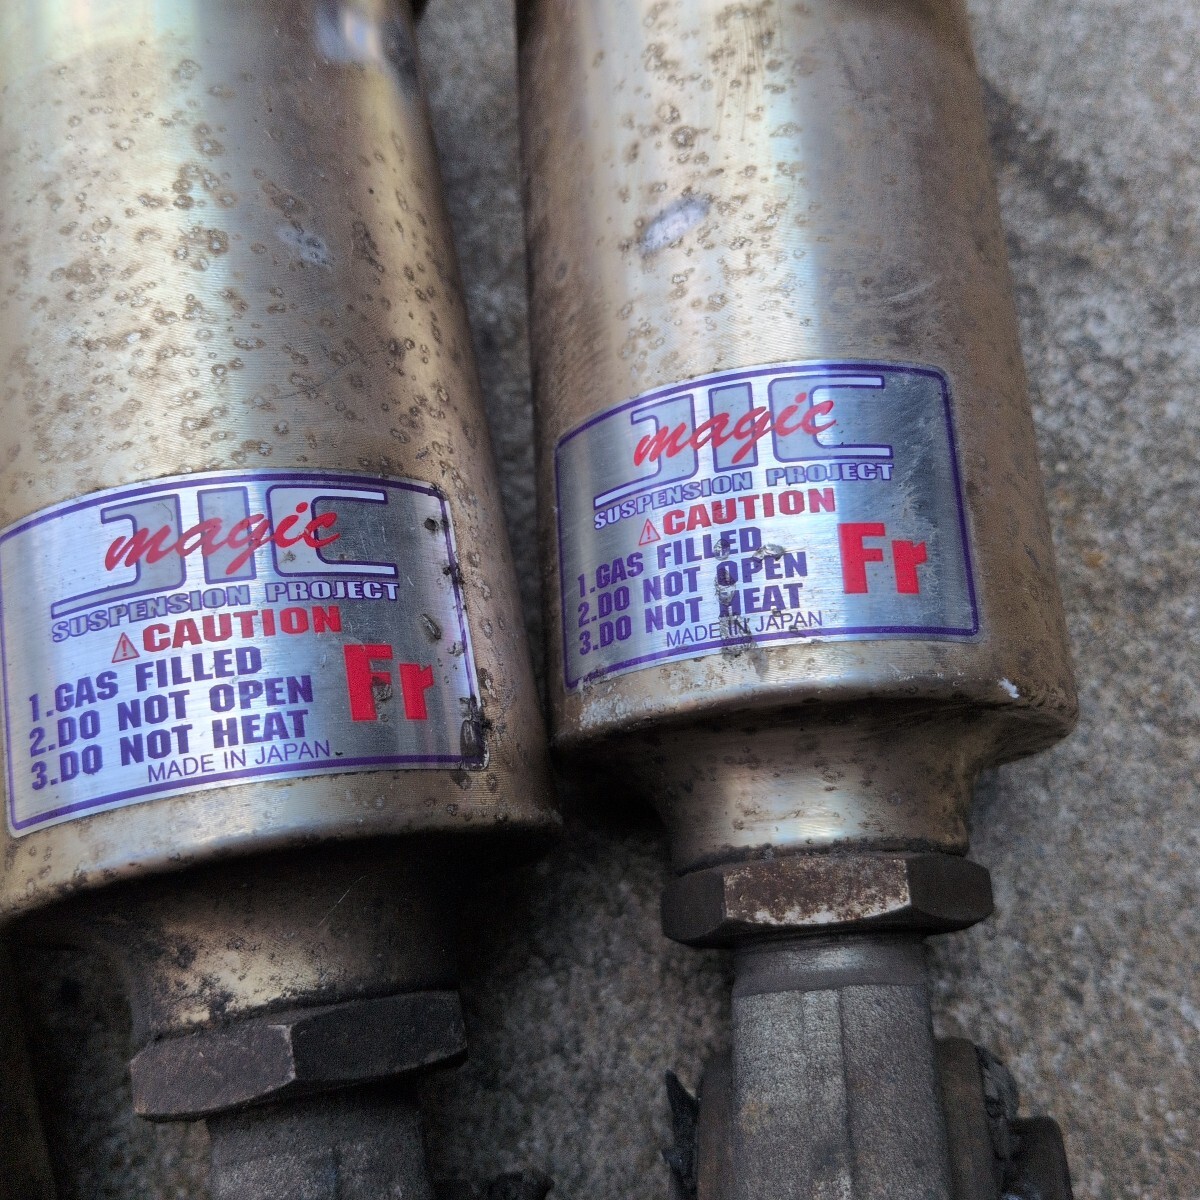 JIC
magic
SUSPENSION PROJECT
⚠CAUTION
1.GAS FILLED
2.DO NOT OPEN
3.DO NOT HEAT
Fr
MADE IN JAPAN
JIC
magic
SUSPENSION PROJECT
⚠CAUTION
1.GAS FILLED
2.DO NOT OPEN
3.DO NOT HEAT
Fr
MADE IN JAPAN